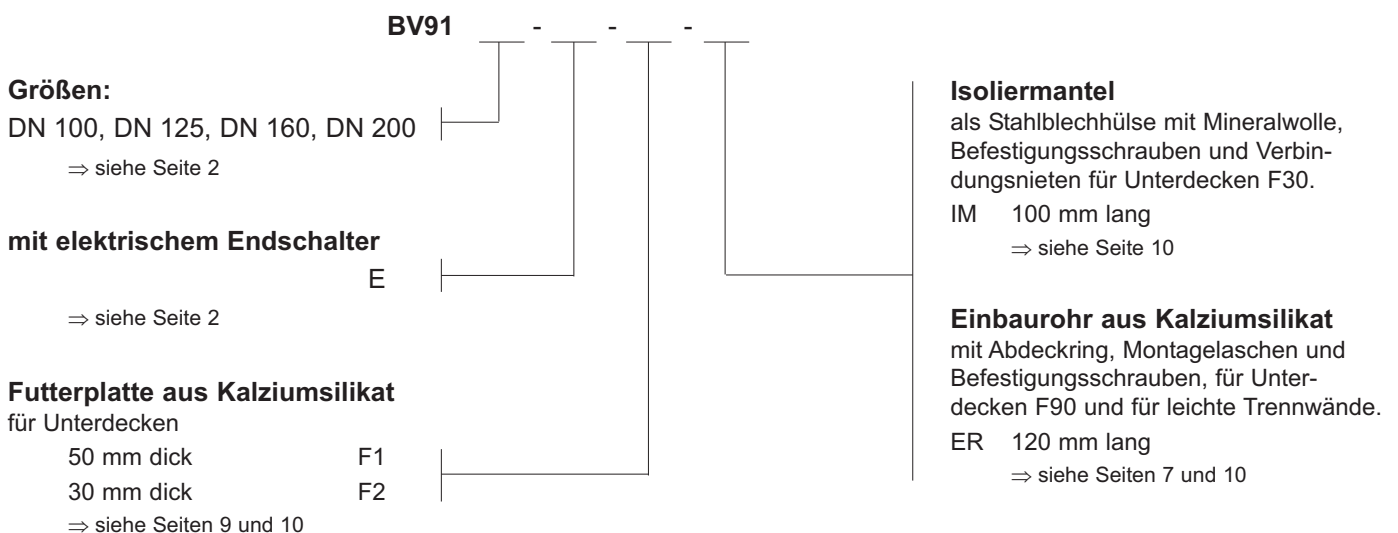 BV91 ___ - ___ - ___ - ___
Größen:
DN 100, DN 125, DN 160, DN 200
⇒ siehe Seite 2
mit elektrischem Endschalter
E
⇒ siehe Seite 2
Futterplatte aus Kalziumsilikat
für Unterdecken
50 mm dick F1
30 mm dick F2
⇒ siehe Seiten 9 und 10
Isoliermantel
als Stahlblechhülse mit Mineralwolle,
Befestigungsschrauben und Verbin-
dungsnieten für Unterdecken F30.
IM 100 mm lang
⇒ siehe Seite 10
Einbaurohr aus Kalziumsilikat
mit Abdeckring, Montagelaschen und
Befestigungsschrauben, für Unter-
decken F90 und für leichte Trennwände.
ER 120 mm lang
⇒ siehe Seiten 7 und 10